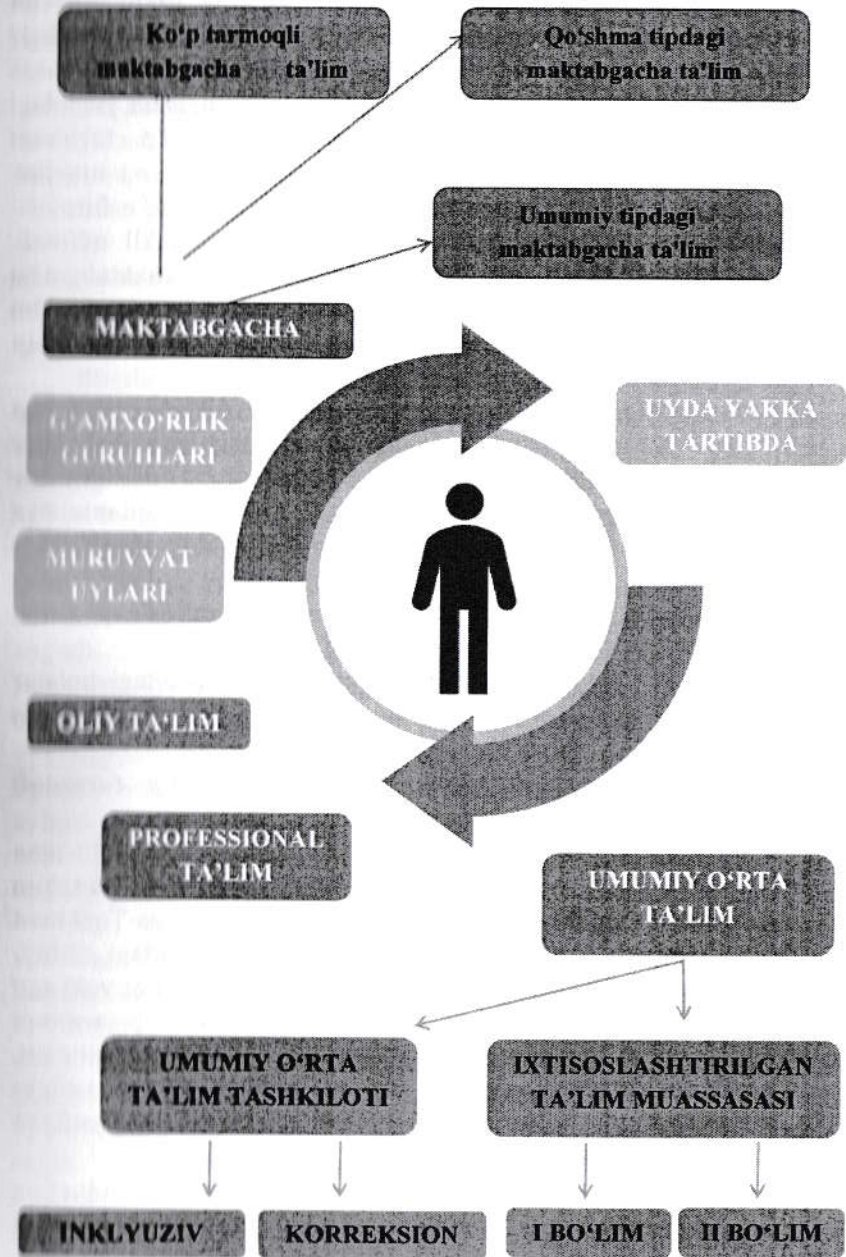 Ko'p tarmoqli
maktabgacha ta'lim
Qo'shma tipdagi
maktabgacha ta'lim
Umumiy tipdagi
maktabgacha ta'lim
MAKTABGACHA
G'AMXO'RLIK
GURUHLARI
UYDA YAKKA
TARTIBDA
MURUVVAT
UYLARI
OLIY TA'LIM
PROFESSIONAL
TA'LIM
UMUMIY O'RTA
TA'LIM
UMUMIY O'RTA
TA'LIM TASHKILOTI
IXTISOSLASHTIRILGAN
TA'LIM MUASSASASI
INKLYUZIV
KORREKSION
I BO'LIM
II BO'LIM